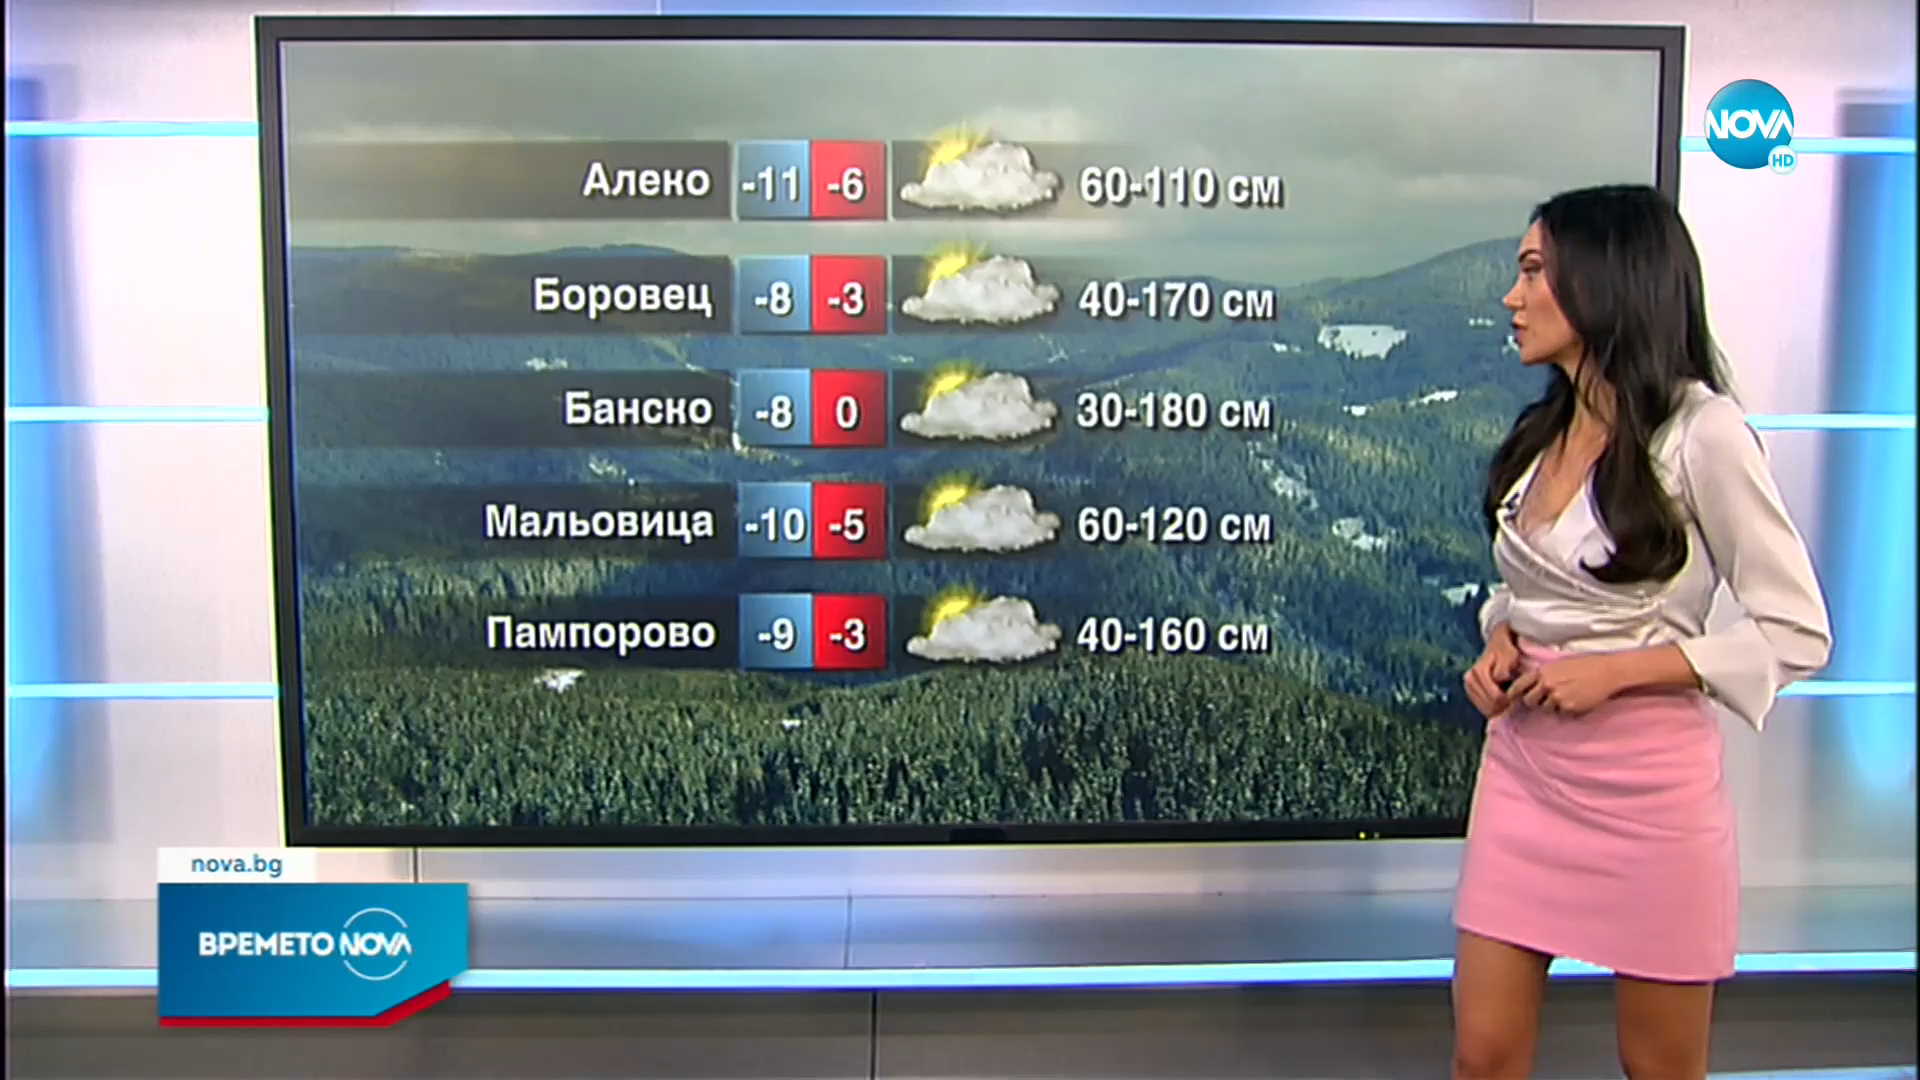 NOVA
HD
Алеко -11 -6 60-110 см
Боровец -8 -3 40-170 см
Банско -8 0 30-180 см
Мальовица -10 -5 60-120 см
Пампорово -9 -3 40-160 см
nova.bg
ВРЕМЕТО NOVA